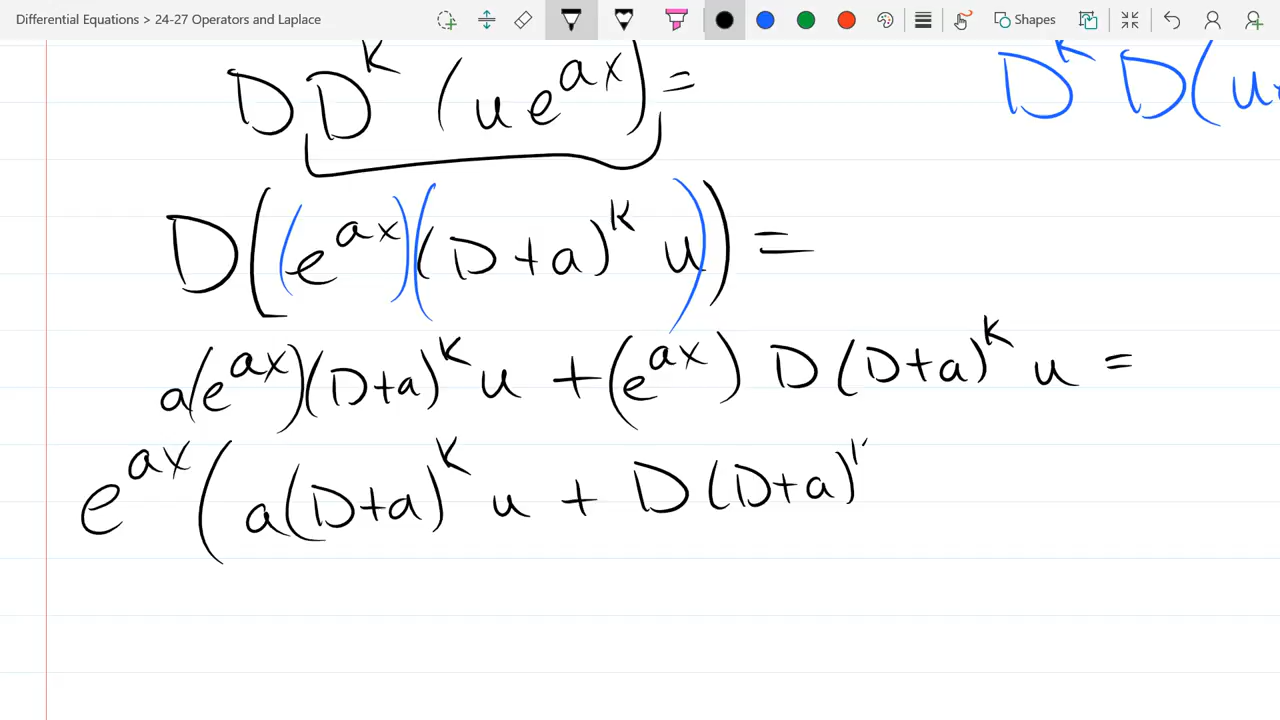 Differential Equations > 24-27 Operators and Laplace Shapes
D D^k (u e^{ax}) =
D^k D(u
D((e^{ax})((D+a)^k u)) =
a(e^{ax})(D+a)^k u + (e^{ax}) D(D+a)^k u =
e^{ax}(a(D+a)^k u + D(D+a)